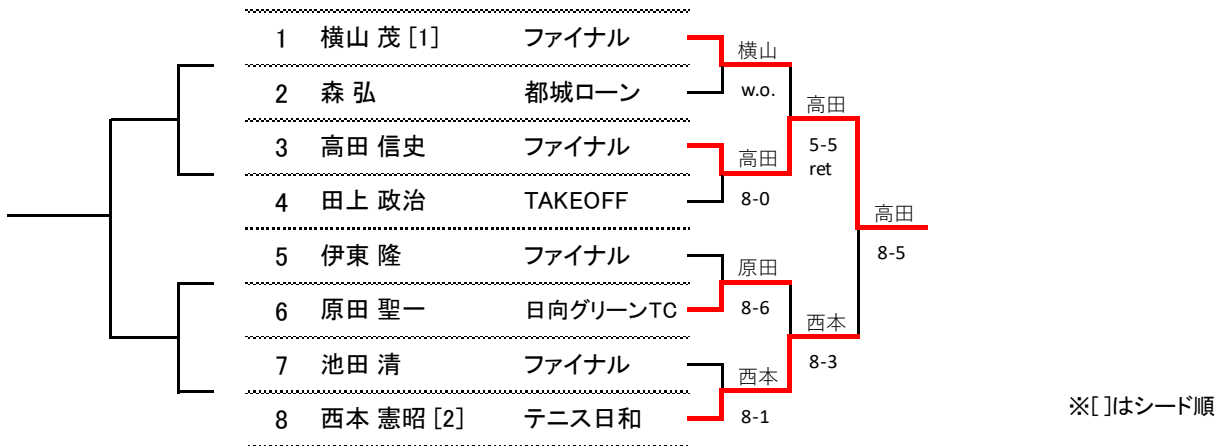 1 横山 茂 [1] ファイナル
横山
2 森 弘 都城ローン
w.o.
高田
3 高田 信史 ファイナル
高田
5-5
ret
4 田上 政治 TAKEOFF
8-0
高田
5 伊東 隆 ファイナル
原田
8-5
6 原田 聖一 日向グリーンTC
8-6
西本
7 池田 清 ファイナル
西本
8-3
8 西本 憲昭 [2] テニス日和
8-1
※[ ]はシード順